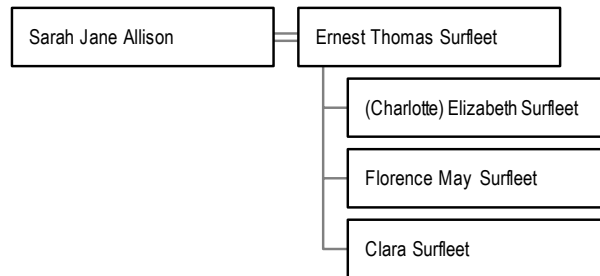 Sarah Jane Allison
Ernest Thomas Surfleet
(Charlotte) Elizabeth Surfleet
Florence May Surfleet
Clara Surfleet